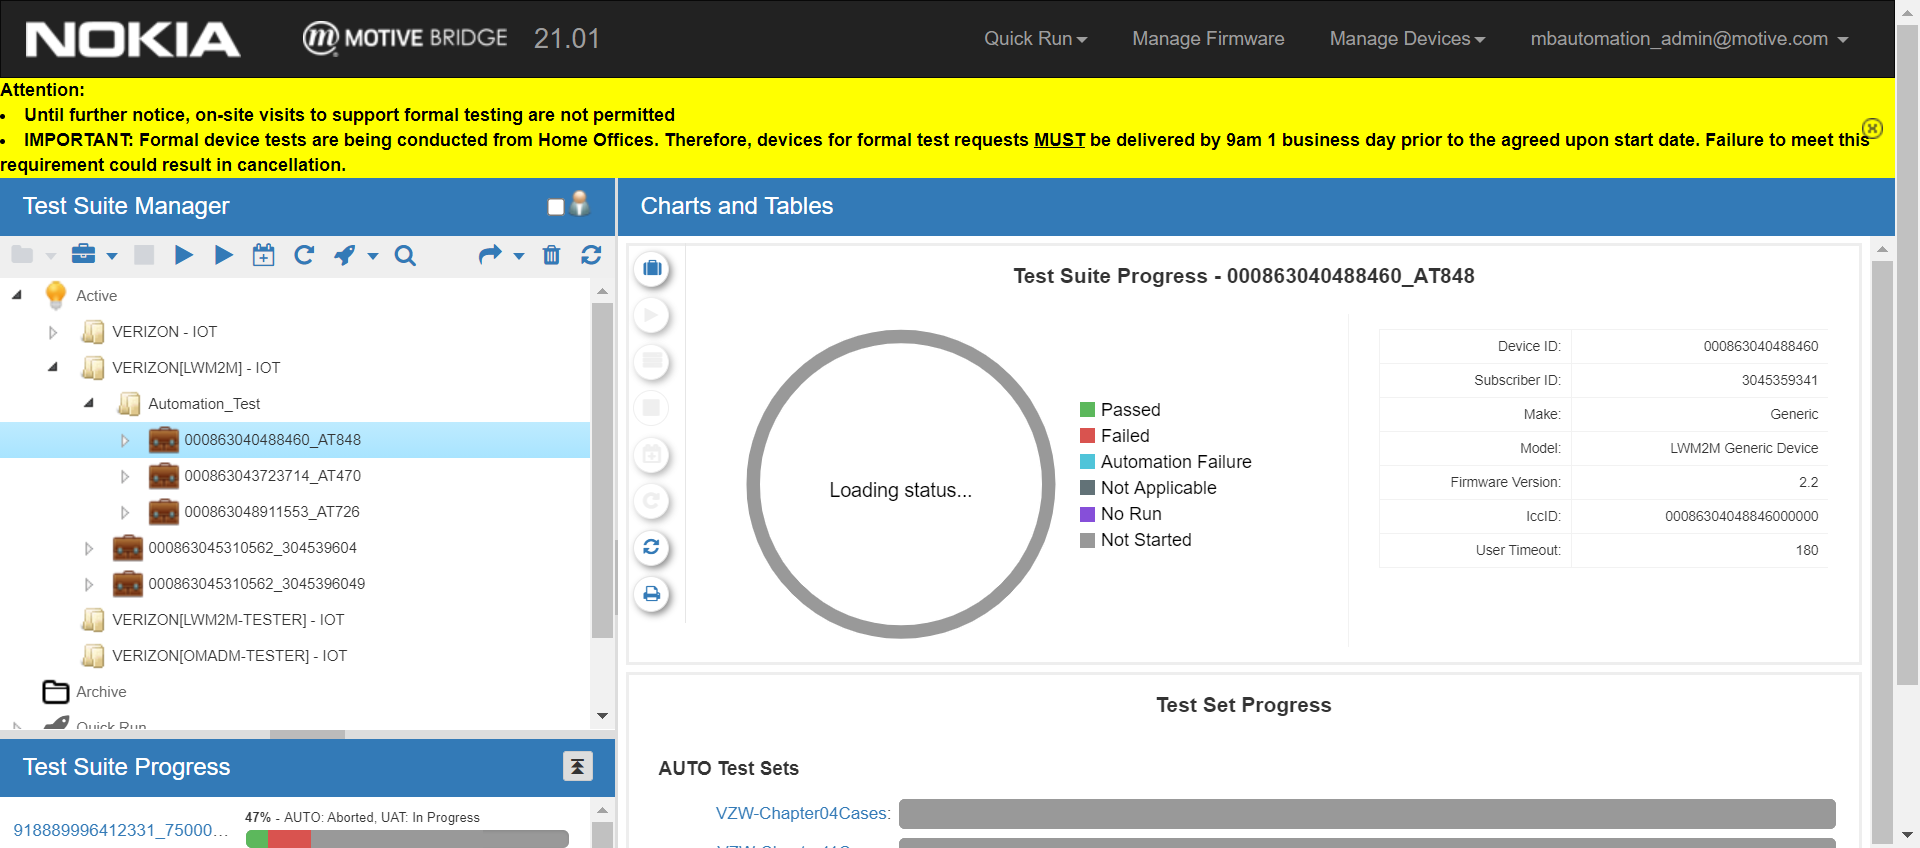 NOKIA
m MOTIVE BRIDGE 21.01
Quick Run
Manage Firmware
Manage Devices
mbautomation_admin@motive.com
Attention:
• Until further notice, on-site visits to support formal testing are not permitted
• IMPORTANT: Formal device tests are being conducted from Home Offices. Therefore, devices for formal test requests MUST be delivered by 9am 1 business day prior to the agreed upon start date. Failure to meet this
requirement could result in cancellation.
Test Suite Manager
Active
VERIZON - IOT
VERIZON[LWM2M] - IOT
Automation_Test
000863040488460_AT848
000863043723714_AT470
000863048911553_AT726
000863045310562_304539604
000863045310562_3045396049
VERIZON[LWM2M-TESTER] - IOT
VERIZON[OMADM-TESTER] - IOT
Archive
Quick Run
Test Suite Progress
918889996412331_75000...
47% - AUTO: Aborted, UAT: In Progress
Charts and Tables
Test Suite Progress - 000863040488460_AT848
Loading status...
Passed
Failed
Automation Failure
Not Applicable
No Run
Not Started
Device ID: 000863040488460
Subscriber ID: 3045359341
Make: Generic
Model: LWM2M Generic Device
Firmware Version: 2.2
IccID: 00086304048846000000
User Timeout: 180
Test Set Progress
AUTO Test Sets
VZW-Chapter04Cases: